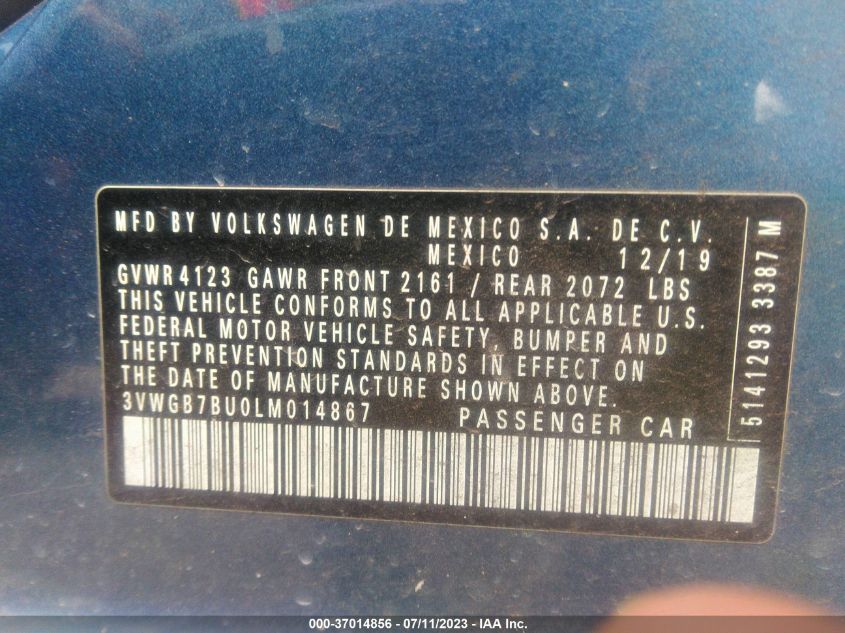 MFD BY VOLKSWAGEN DE MEXICO S.A. DE C.V.
MEXICO 12/19
GVWR 4123 GAWR FRONT 2161 / REAR 2072 LBS
THIS VEHICLE CONFORMS TO ALL APPLICABLE U.S.
FEDERAL MOTOR VEHICLE SAFETY, BUMPER AND
THEFT PREVENTION STANDARDS IN EFFECT ON
THE DATE OF MANUFACTURE SHOWN ABOVE.
3VWGB7BU0LM014867 PASSENGER CAR
5141293 3387 M
000-37014856 - 07/11/2023 - IAA Inc.